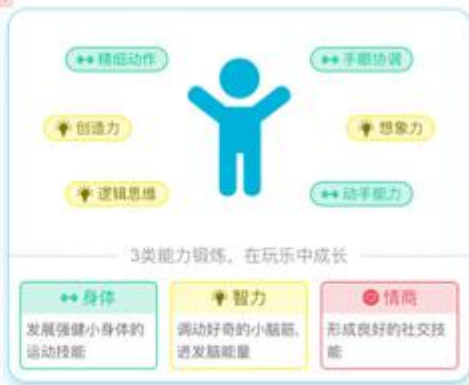 精细动作
手眼协调
创造力
想象力
逻辑思维
动手能力
3类能力锻炼，在玩乐中成长
身体
发展强健小身体的
运动技能
智力
调动好奇的小脑筋,
迸发脑能量
情商
形成良好的社交技
能